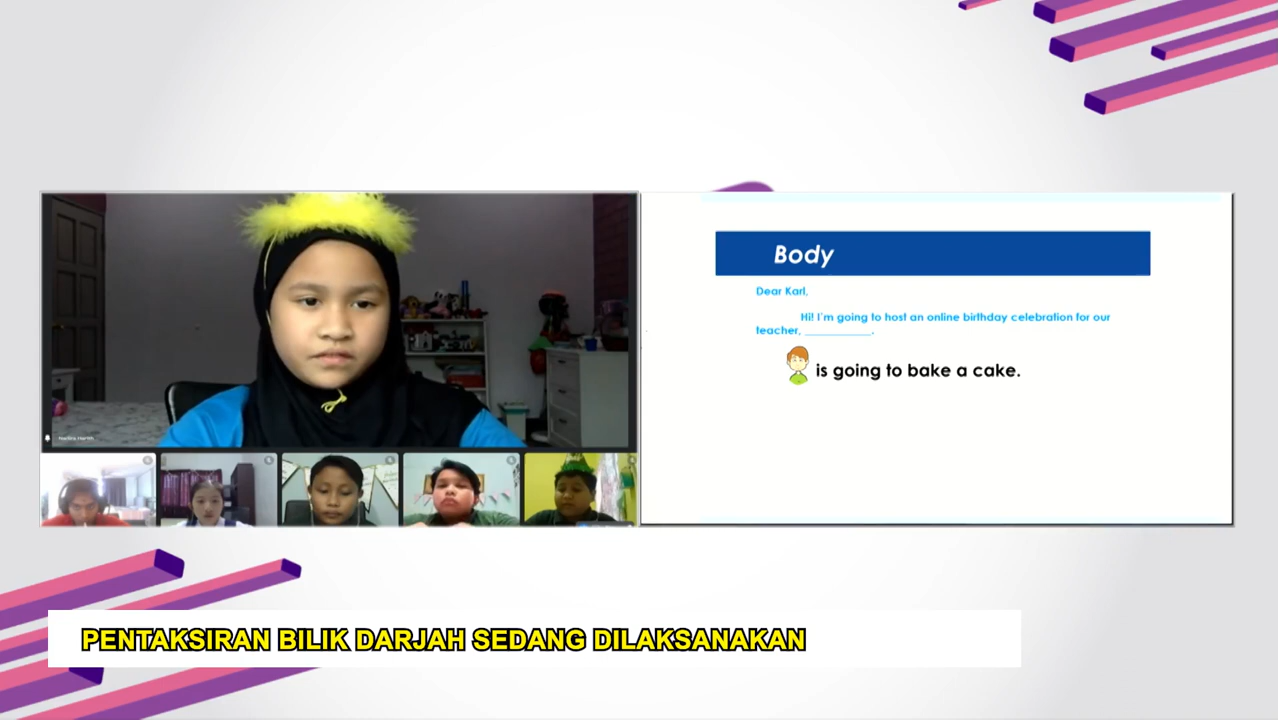 Body
Dear Karl,
Hi! I'm going to host an online birthday celebration for our
teacher, ____________.
is going to bake a cake.
PENTAKSIRAN BILIK DARJAH SEDANG DILAKSANAKAN